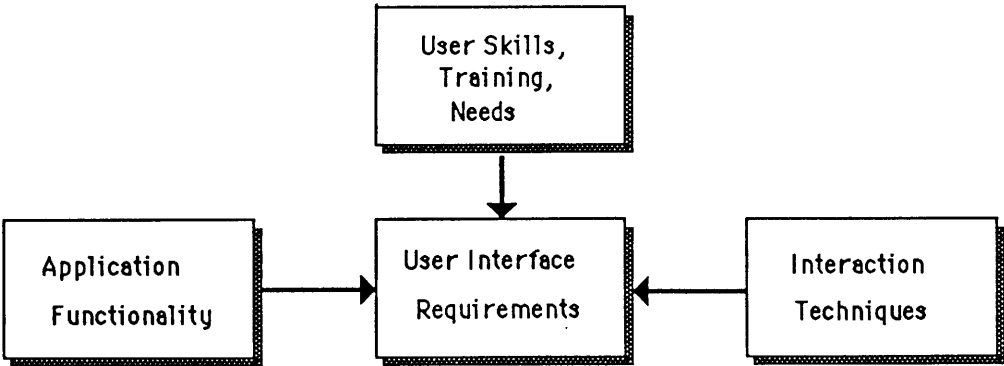 User Skills,
Training,
Needs
Application
Functionality
User Interface
Requirements
Interaction
Techniques